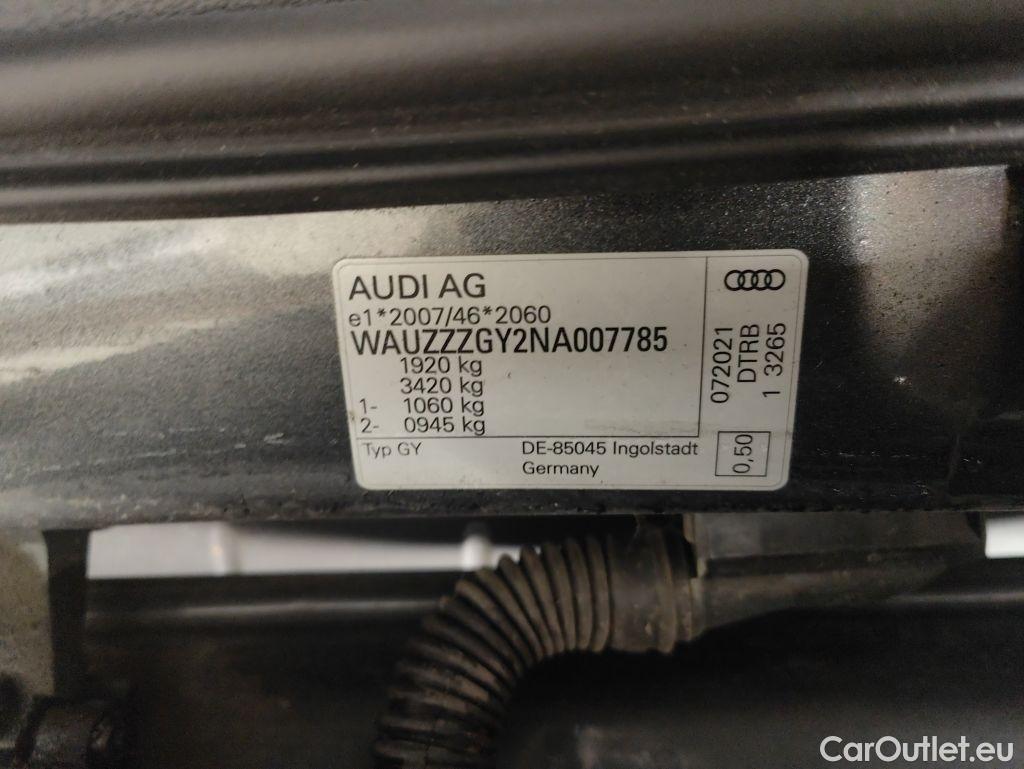 AUDI AG
e1*2007/46*2060
WAUZZZGY2NA007785
1920 kg
3420 kg
1- 1060 kg
2- 0945 kg
Typ GY
DE-85045 Ingolstadt
Germany
072021
DTRB
1 3265
0,50
CarOutlet.eu